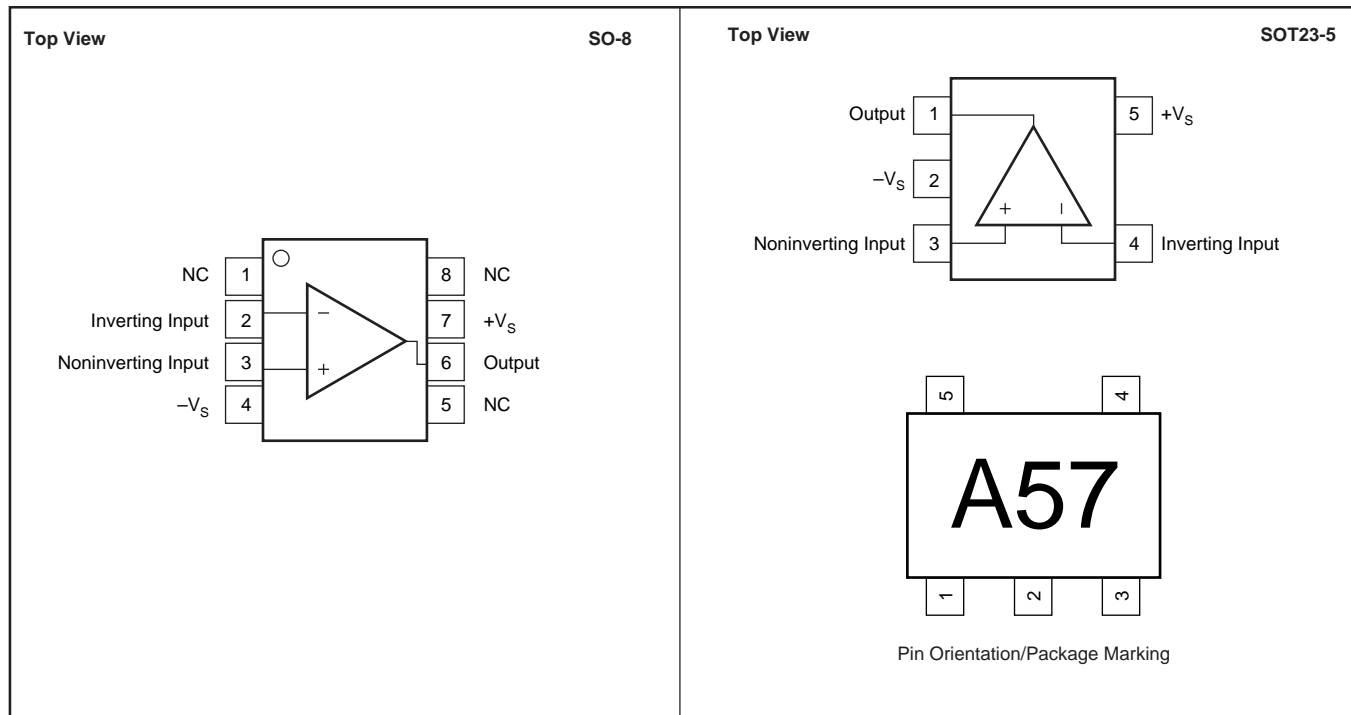 Top View SO-8
NC 1 8 NC
Inverting Input 2 − 7 +VS
Noninverting Input 3 + 6 Output
–VS 4 5 NC
Top View SOT23-5
Output 1 5 +VS
–VS 2
Noninverting Input 3 + − 4 Inverting Input
5 4
A57
1 2 3
Pin Orientation/Package Marking